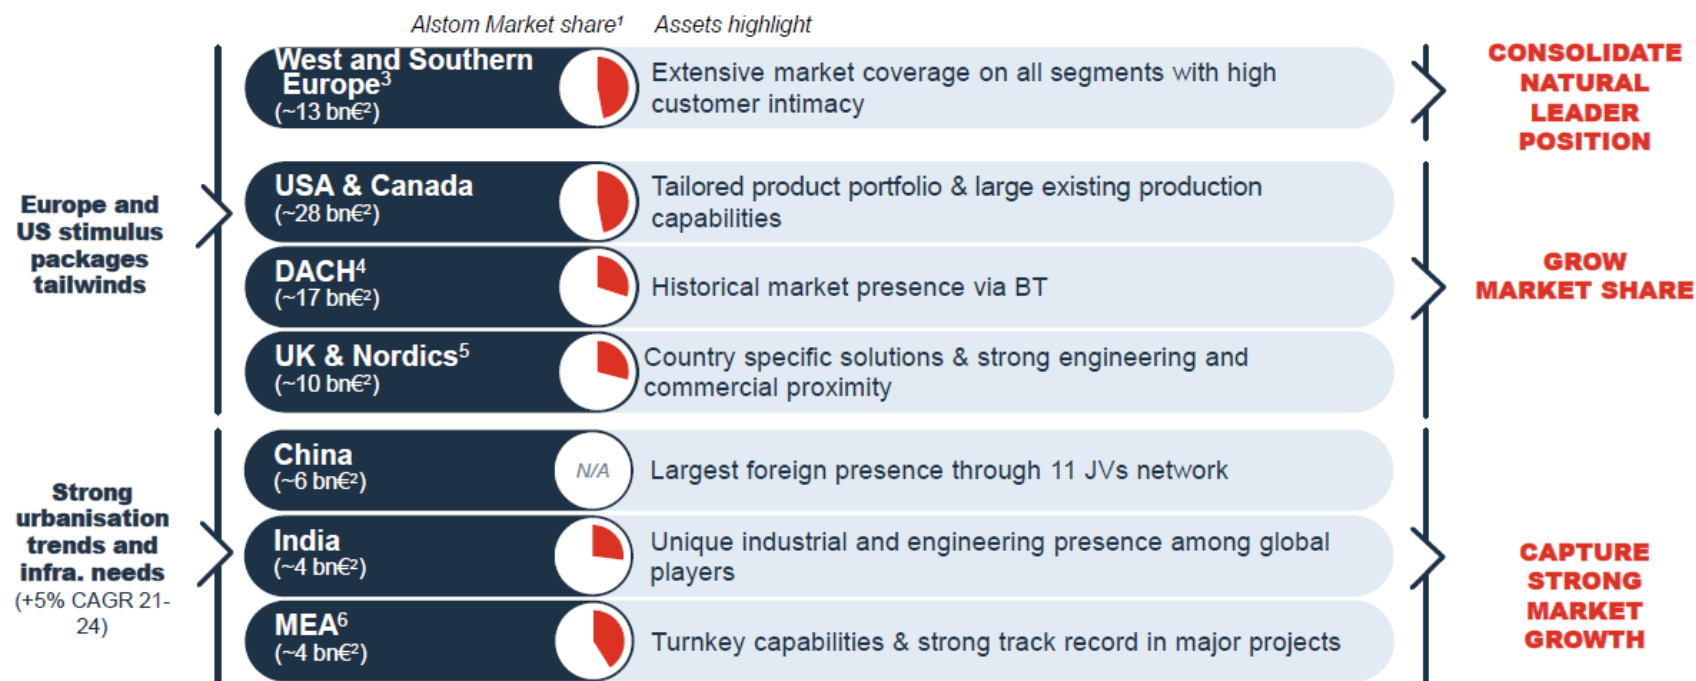 Alstom Market share¹ Assets highlight
Europe and
US stimulus
packages
tailwinds
West and Southern
Europe³
(~13 bn€²)
Extensive market coverage on all segments with high
customer intimacy
CONSOLIDATE
NATURAL
LEADER
POSITION
USA & Canada
(~28 bn€²)
Tailored product portfolio & large existing production
capabilities
DACH⁴
(~17 bn€²)
Historical market presence via BT
UK & Nordics⁵
(~10 bn€²)
Country specific solutions & strong engineering and
commercial proximity
GROW
MARKET SHARE
Strong
urbanisation
trends and
infra. needs
(+5% CAGR 21-
24)
China
(~6 bn€²)
N/A
Largest foreign presence through 11 JVs network
India
(~4 bn€²)
Unique industrial and engineering presence among global
players
MEA⁶
(~4 bn€²)
Turnkey capabilities & strong track record in major projects
CAPTURE
STRONG
MARKET
GROWTH